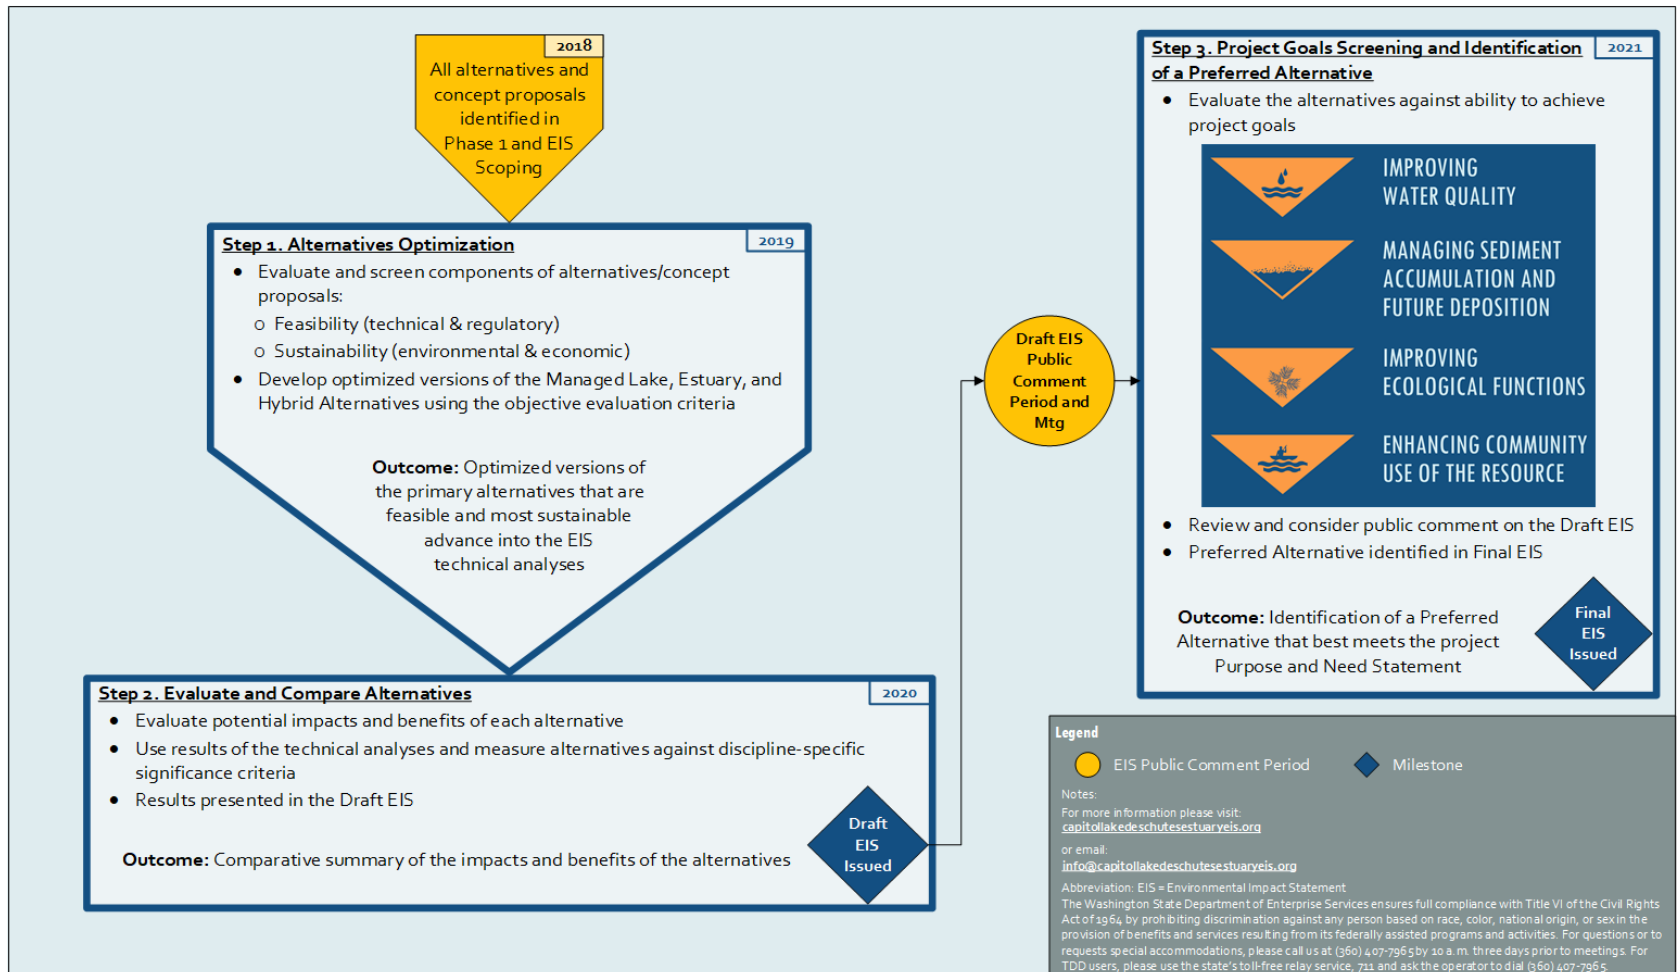 2018
All alternatives and
concept proposals
identified in
Phase 1 and EIS
Scoping
Step 1. Alternatives Optimization
2019
• Evaluate and screen components of alternatives/concept
proposals:
o Feasibility (technical & regulatory)
o Sustainability (environmental & economic)
• Develop optimized versions of the Managed Lake, Estuary, and
Hybrid Alternatives using the objective evaluation criteria
Outcome: Optimized versions of
the primary alternatives that are
feasible and most sustainable
advance into the EIS
technical analyses
Step 2. Evaluate and Compare Alternatives
2020
• Evaluate potential impacts and benefits of each alternative
• Use results of the technical analyses and measure alternatives against discipline-specific
significance criteria
• Results presented in the Draft EIS
Outcome: Comparative summary of the impacts and benefits of the alternatives
Draft
EIS
Issued
Draft EIS
Public
Comment
Period and
Mtg
Step 3. Project Goals Screening and Identification
of a Preferred Alternative
2021
• Evaluate the alternatives against ability to achieve
project goals
IMPROVING
WATER QUALITY
MANAGING SEDIMENT
ACCUMULATION AND
FUTURE DEPOSITION
IMPROVING
ECOLOGICAL FUNCTIONS
ENHANCING COMMUNITY
USE OF THE RESOURCE
• Review and consider public comment on the Draft EIS
• Preferred Alternative identified in Final EIS
Outcome: Identification of a Preferred
Alternative that best meets the project
Purpose and Need Statement
Final
EIS
Issued
Legend
EIS Public Comment Period
Milestone
Notes:
For more information please visit:
capitollakedeschutesestuaryeis.org
or email:
info@capitollakedeschutesestuaryeis.org
Abbreviation: EIS = Environmental Impact Statement
The Washington State Department of Enterprise Services ensures full compliance with Title VI of the Civil Rights
Act of 1964 by prohibiting discrimination against any person based on race, color, national origin, or sex in the
provision of benefits and services resulting from its federally assisted programs and activities. For questions or to
requests special accommodations, please call us at (360) 407-7965 by 10 a.m. three days prior to meetings. For
TDD users, please use the state's toll-free relay service, 711 and ask the operator to dial (360) 407-7965